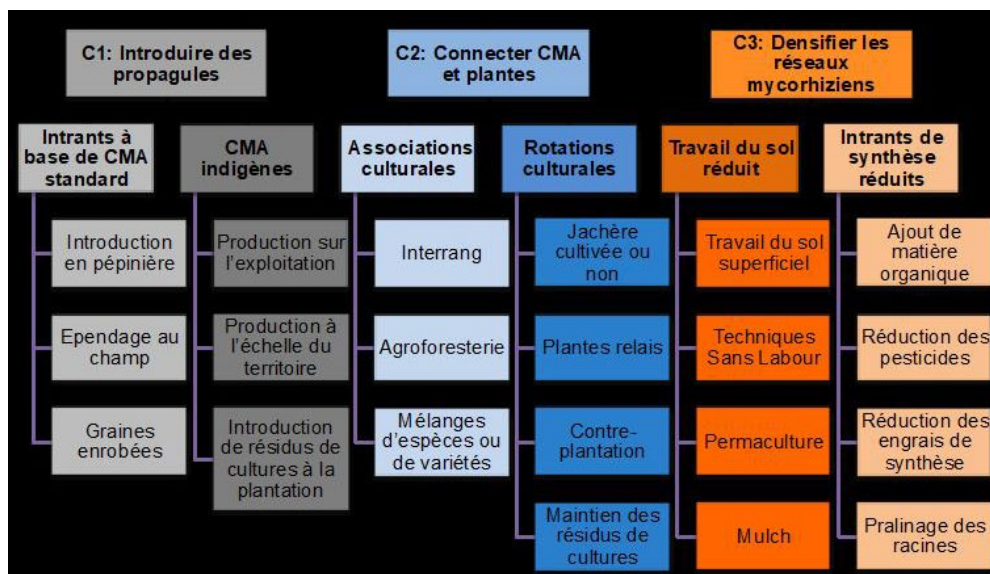 C1: Introduire des
propagules
C2: Connecter CMA
et plantes
C3: Densifier les
réseaux
mycorhiziens
Intrants à
base de CMA
standard
CMA
indigènes
Associations
culturales
Rotations
culturales
Travail du sol
réduit
Intrants de
synthèse
réduits
Introduction
en pépinière
Ependage au
champ
Graines
enrobées
Production sur
l'exploitation
Production à
l'échelle du
territoire
Introduction
de résidus de
cultures à la
plantation
Interrang
Agroforesterie
Mélanges
d'espèces ou
de variétés
Jachère
cultivée ou
non
Plantes relais
Contre-
plantation
Maintien des
résidus de
cultures
Travail du sol
superficiel
Techniques
Sans Labour
Permaculture
Mulch
Ajout de
matière
organique
Réduction des
pesticides
Réduction des
engrais de
synthèse
Pralinage des
racines